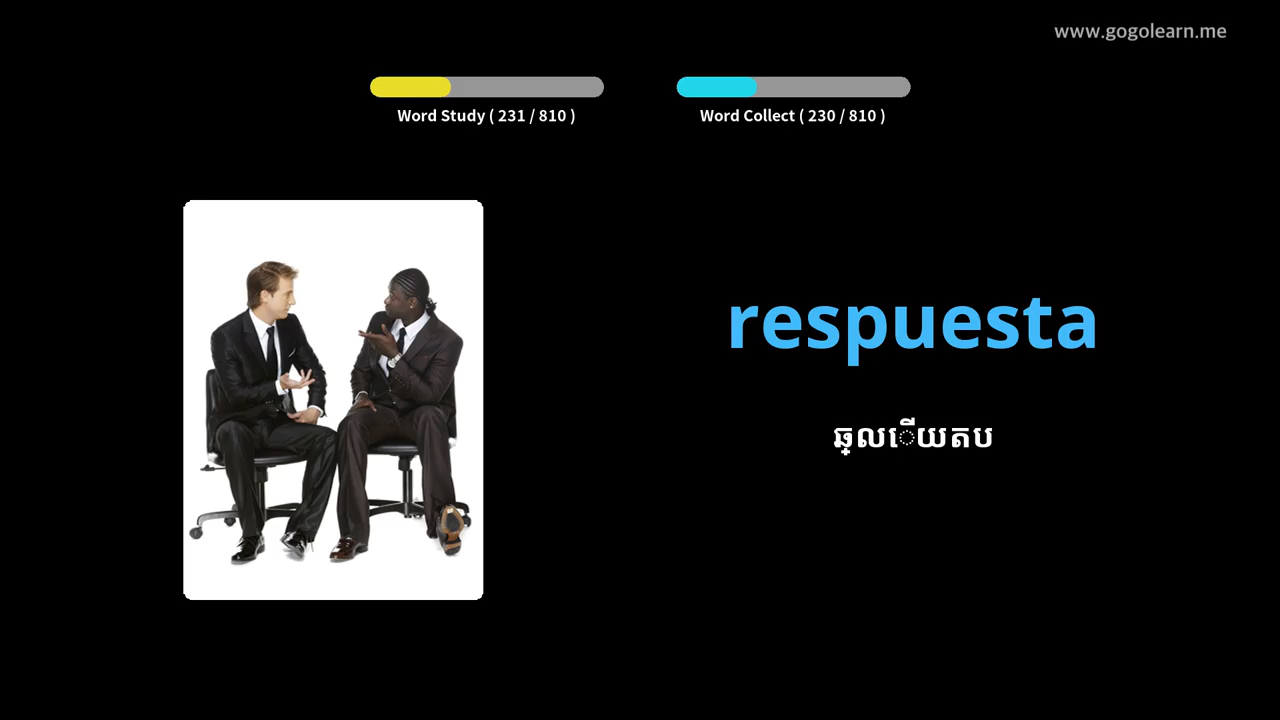 www.gogolearn.me
Word Study ( 231 / 810 )
Word Collect ( 230 / 810 )
respuesta
ឆ្លើយតប